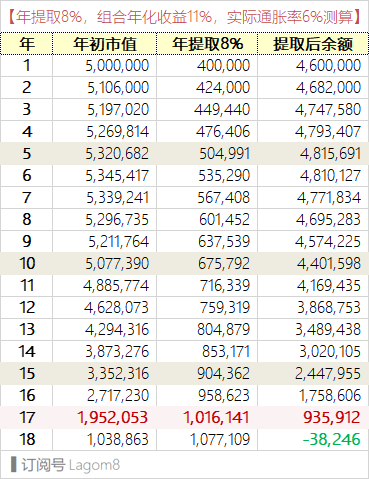 【年提取8%，组合年化收益11%，实际通胀率6%测算】
年 年初市值 年提取8% 提取后余额
1 5,000,000 400,000 4,600,000
2 5,106,000 424,000 4,682,000
3 5,197,020 449,440 4,747,580
4 5,269,814 476,406 4,793,407
5 5,320,682 504,991 4,815,691
6 5,345,417 535,290 4,810,127
7 5,339,241 567,408 4,771,834
8 5,296,735 601,452 4,695,283
9 5,211,764 637,539 4,574,225
10 5,077,390 675,792 4,401,598
11 4,885,774 716,339 4,169,435
12 4,628,073 759,319 3,868,753
13 4,294,316 804,879 3,489,438
14 3,873,276 853,171 3,020,105
15 3,352,316 904,362 2,447,955
16 2,717,230 958,623 1,758,606
17 1,952,053 1,016,141 935,912
18 1,038,863 1,077,109 -38,246
订阅号 Lagom8